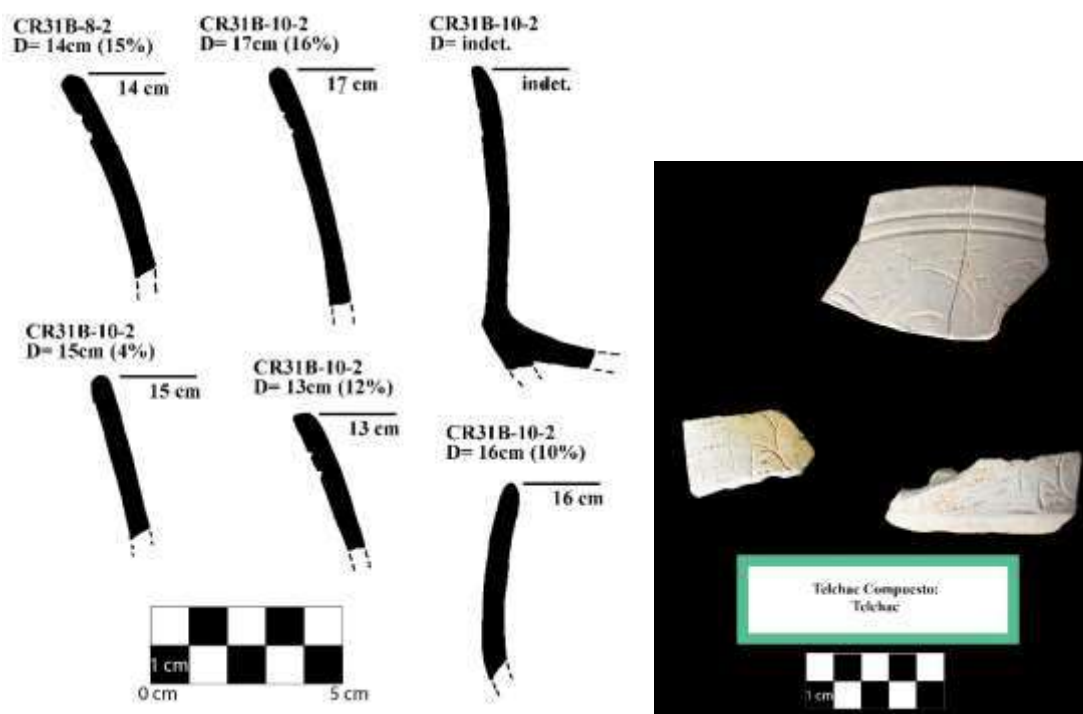 CR31B-8-2
D= 14cm (15%)
14 cm
CR31B-10-2
D= 17cm (16%)
17 cm
CR31B-10-2
D= indet.
indet.
CR31B-10-2
D= 15cm (4%)
15 cm
CR31B-10-2
D= 13cm (12%)
13 cm
CR31B-10-2
D= 16cm (10%)
16 cm
1 cm
0 cm
5 cm
Telchac Compuesto:
Telchac
1 cm